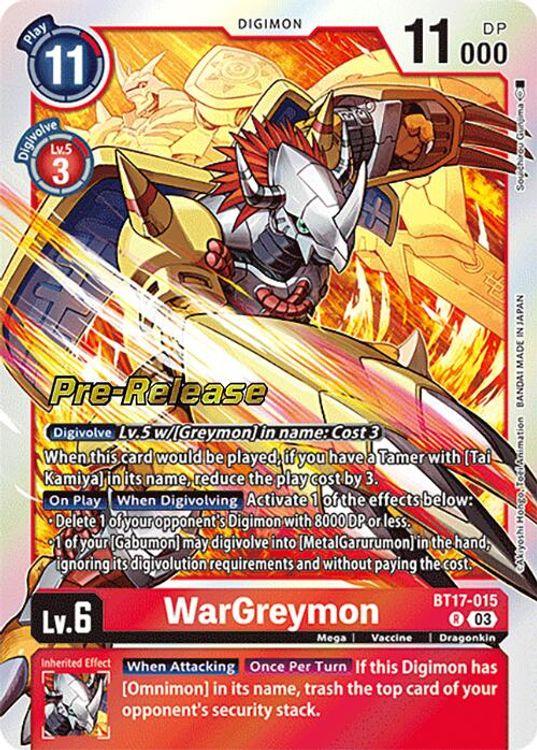 Play
DIGIMON
11
11 000 DP
Digivolve
Lv.5
3
Souichirou Gunjima
©Akiyoshi Hongo, Toei Animation BANDAI MADE IN JAPAN
Pre-Release
Digivolve Lv.5 w/[Greymon] in name: Cost 3
When this card would be played, if you have a Tamer with [Tai
Kamiya] in its name, reduce the play cost by 3.
On Play When Digivolving Activate 1 of the effects below:
・Delete 1 of your opponent's Digimon with 8000 DP or less.
・1 of your [Gabumon] may digivolve into [MetalGarurumon] in the hand,
ignoring its digivolution requirements and without paying the cost.
Lv.6
WarGreymon
BT17-015
R 03
Mega | Vaccine | Dragonkin
Inherited Effect
When Attacking Once Per Turn If this Digimon has
[Omnimon] in its name, trash the top card of your
opponent's security stack.